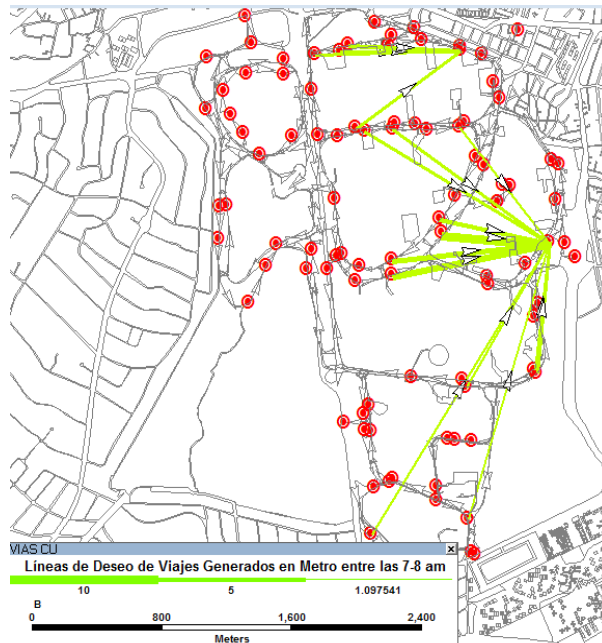 VIAS CU
Líneas de Deseo de Viajes Generados en Metro entre las 7-8 am
10 5 1.097541
B
0 800 1,600 2,400
Meters